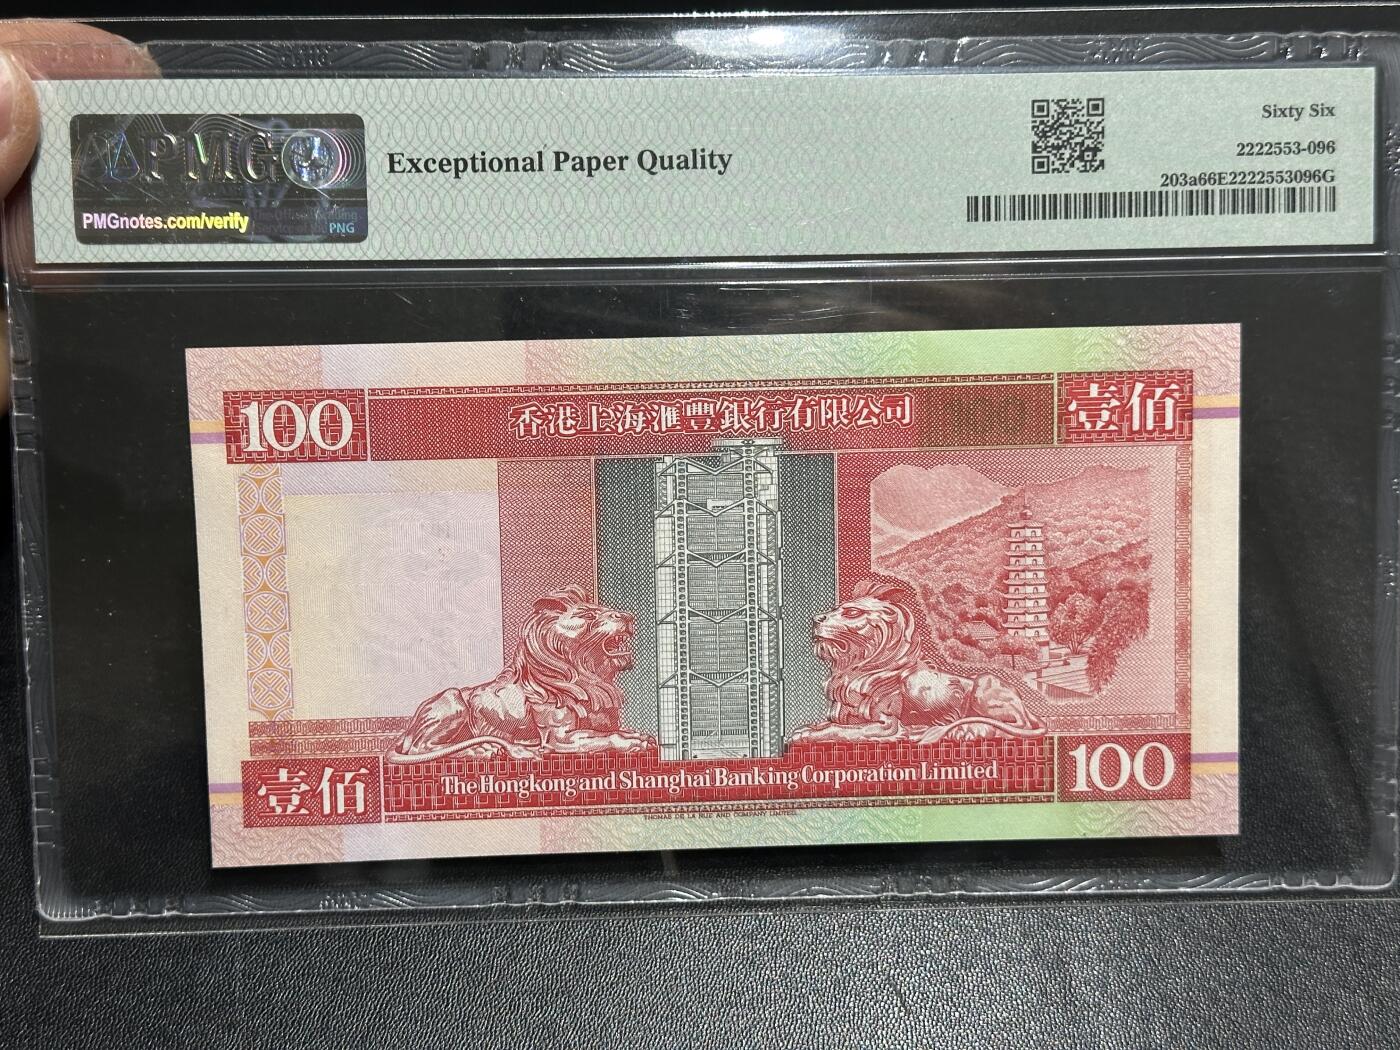 PMG
PMGnotes.com/verify
PNG
Exceptional Paper Quality
Sixty Six
2222553-096
203a66E2222553096G
100
香港上海滙豐銀行有限公司
壹佰
壹佰
The Hongkong and Shanghai Banking Corporation Limited
100
THOMAS DE LA RUE AND COMPANY LIMITED.